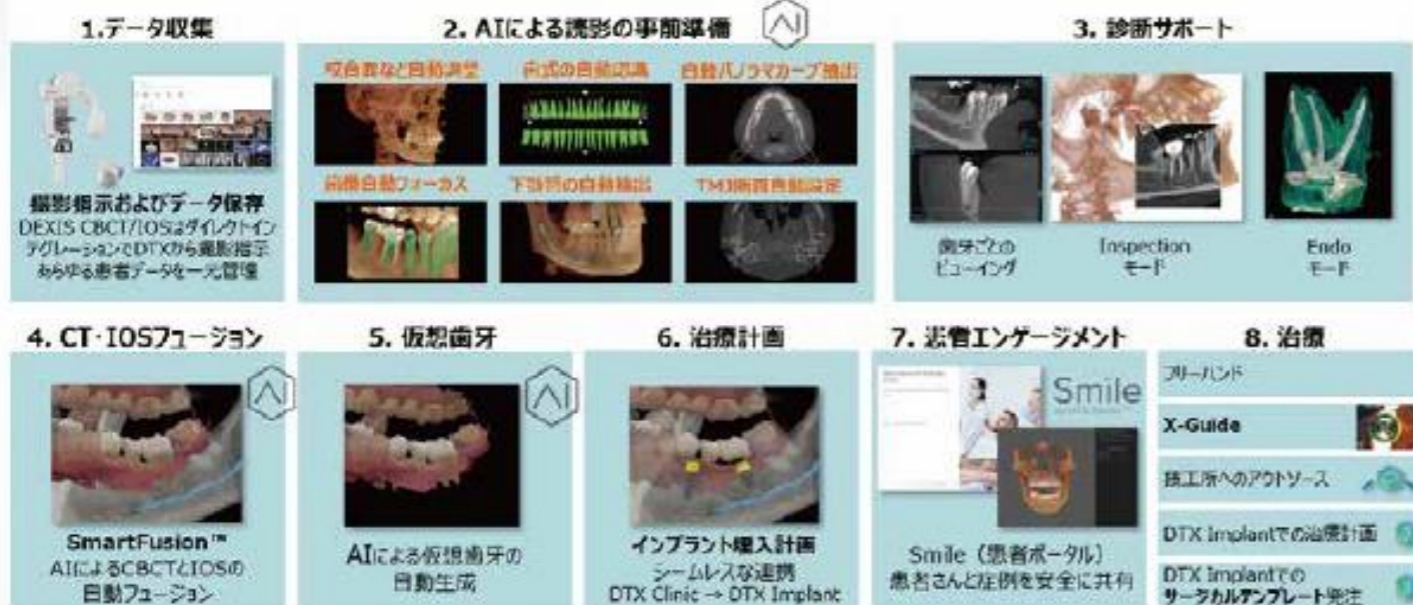 1.データ収集
撮影指示およびデータ保存
DEXIS CBCT/IOSはダイレクトイン
テグレーションでDTXから撮影指示
あらゆる患者データを一元管理
2. AIによる読影の事前準備
AI
咬合面など自動調整
歯式の自動認識
自動パノラマカーブ抽出
歯槽自動フォーカス
下顎管の自動抽出
TMJ断面自動設定
3. 診断サポート
歯牙ごとの
ビューイング
Inspection
モード
Endo
モード
4. CT・IOSフュージョン
AI
SmartFusion™
AIによるCBCTとIOSの
自動フュージョン
5. 仮想歯牙
AI
AIによる仮想歯牙の
自動生成
6. 治療計画
インプラント埋入計画
シームレスな連携
DTX Clinic → DTX Implant
7. 患者エンゲージメント
Smile
Smile(患者ポータル)
患者さんと症例を安全に共有
8. 治療
フリーハンド
X-Guide
技工所へのアウトソース
DTX Implantでの治療計画
DTX Implantでの
サージカルテンプレート発注